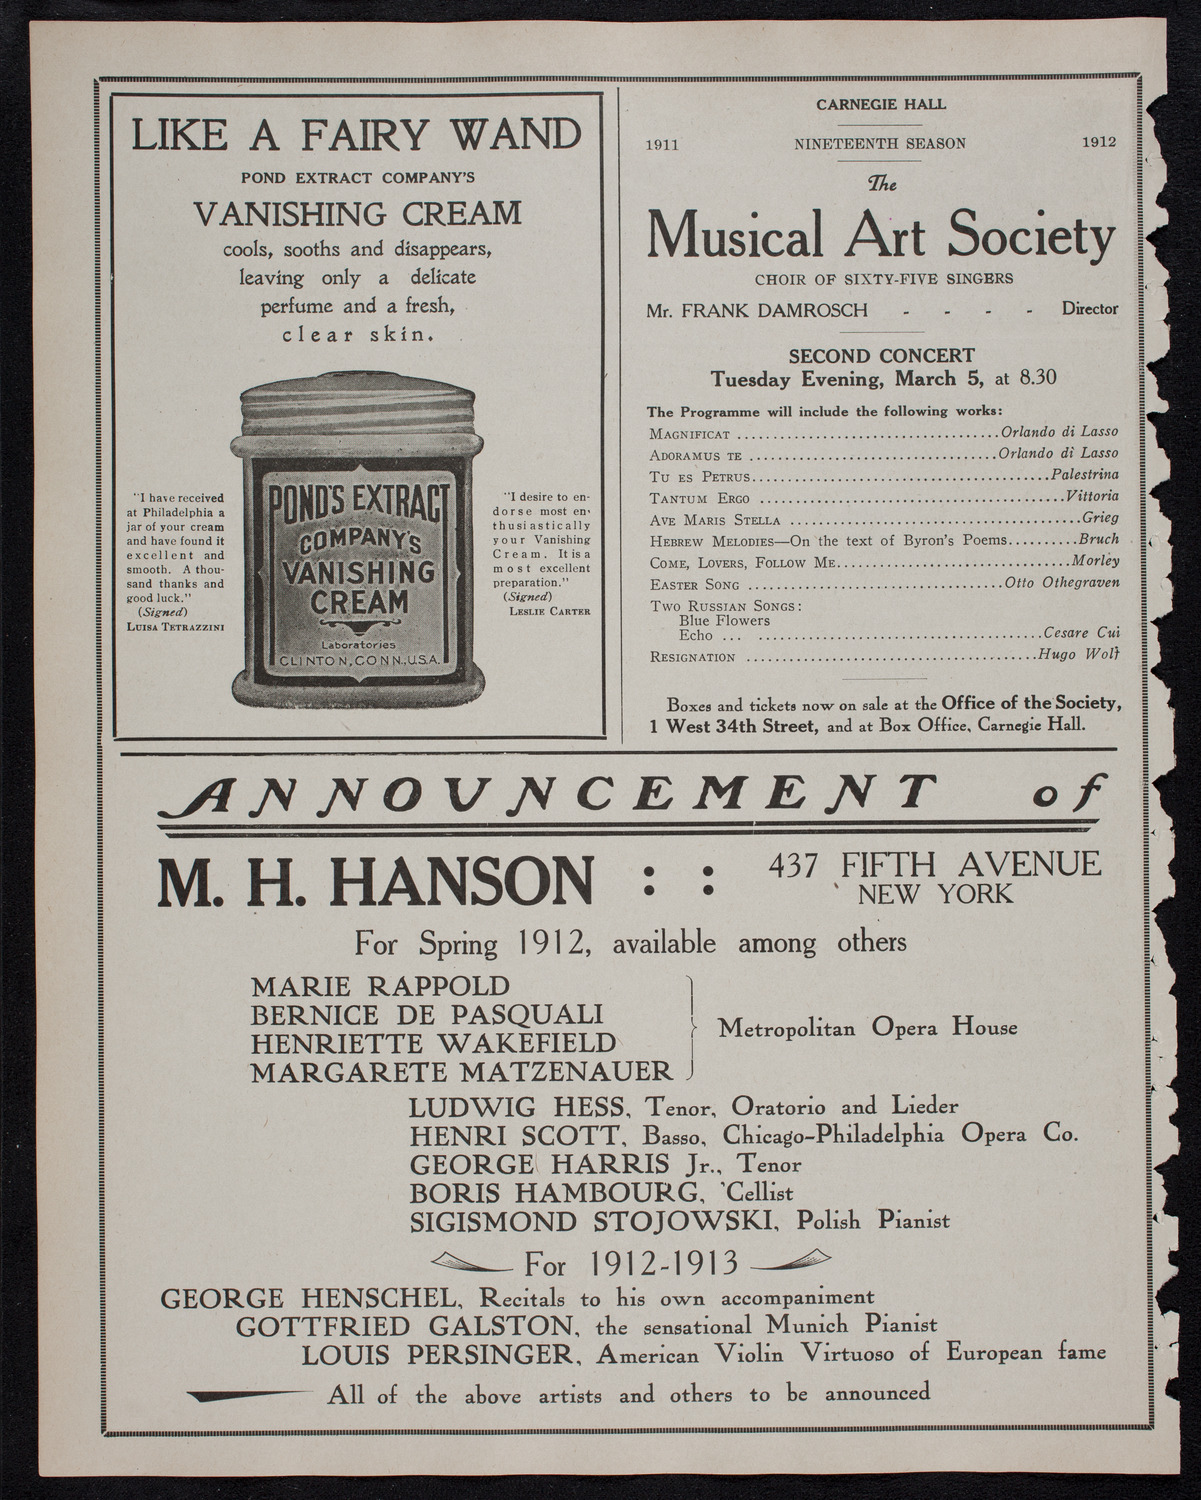 LIKE A FAIRY WAND
POND EXTRACT COMPANY'S
VANISHING CREAM
cools, sooths and disappears,
leaving only a delicate
perfume and a fresh,
clear skin.
"I have received
at Philadelphia a
jar of your cream
and have found it
excellent and
smooth. A thou-
sand thanks and
good luck."
(Signed)
LUISA TETRAZZINI
POND'S EXTRACT
COMPANY'S
VANISHING
CREAM
Laboratories
CLINTON, CONN., U.S.A.
"I desire to en-
dorse most en-
thusiastically
your Vanishing
Cream. It is a
most excellent
preparation."
(Signed)
LESLIE CARTER
CARNEGIE HALL
1911 NINETEENTH SEASON 1912
The
Musical Art Society
CHOIR OF SIXTY-FIVE SINGERS
Mr. FRANK DAMROSCH - - - - Director
SECOND CONCERT
Tuesday Evening, March 5, at 8.30
The Programme will include the following works:
MAGNIFICAT ....................................Orlando di Lasso
ADORAMUS TE ..................................Orlando di Lasso
TU ES PETRUS.........................................Palestrina
TANTUM ERGO ..........................................Vittoria
AVE MARIS STELLA ........................................Grieg
HEBREW MELODIES—On the text of Byron's Poems..........Bruch
COME, LOVERS, FOLLOW ME................................Morley
EASTER SONG ...................................Otto Othegraven
TWO RUSSIAN SONGS:
Blue Flowers
Echo ... .......................................Cesare Cui
RESIGNATION ........................................Hugo Wolf
Boxes and tickets now on sale at the Office of the Society,
1 West 34th Street, and at Box Office, Carnegie Hall.
ANNOUNCEMENT of
M. H. HANSON : : 437 FIFTH AVENUE
NEW YORK
For Spring 1912, available among others
MARIE RAPPOLD
BERNICE DE PASQUALI
HENRIETTE WAKEFIELD
MARGARETE MATZENAUER
Metropolitan Opera House
LUDWIG HESS, Tenor, Oratorio and Lieder
HENRI SCOTT, Basso, Chicago-Philadelphia Opera Co.
GEORGE HARRIS Jr., Tenor
BORIS HAMBOURG, 'Cellist
SIGISMOND STOJOWSKI, Polish Pianist
For 1912-1913
GEORGE HENSCHEL, Recitals to his own accompaniment
GOTTFRIED GALSTON, the sensational Munich Pianist
LOUIS PERSINGER, American Violin Virtuoso of European fame
All of the above artists and others to be announced